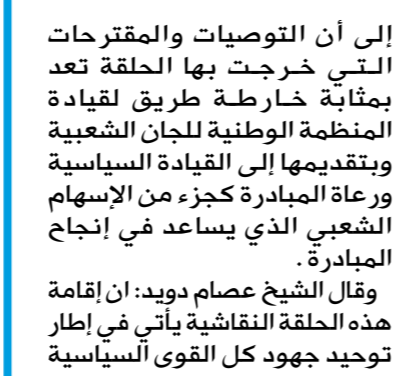 إلى أن التوصيات والمقترحات
التي خرجت بها الحلقة تعد
بمثابة خارطة طريق لقيادة
المنظمة الوطنية للجان الشعبية
وبتقديمها إلى القيادة السياسية
ورعاة المبادرة كجزء من الإسهام
الشعبي الذي يساعد في إنجاح
المبادرة.
وقال الشيخ عصام دويد: ان إقامة
هذه الحلقة النقاشية يأتي في إطار
توحيد جهود كل القوى السياسية